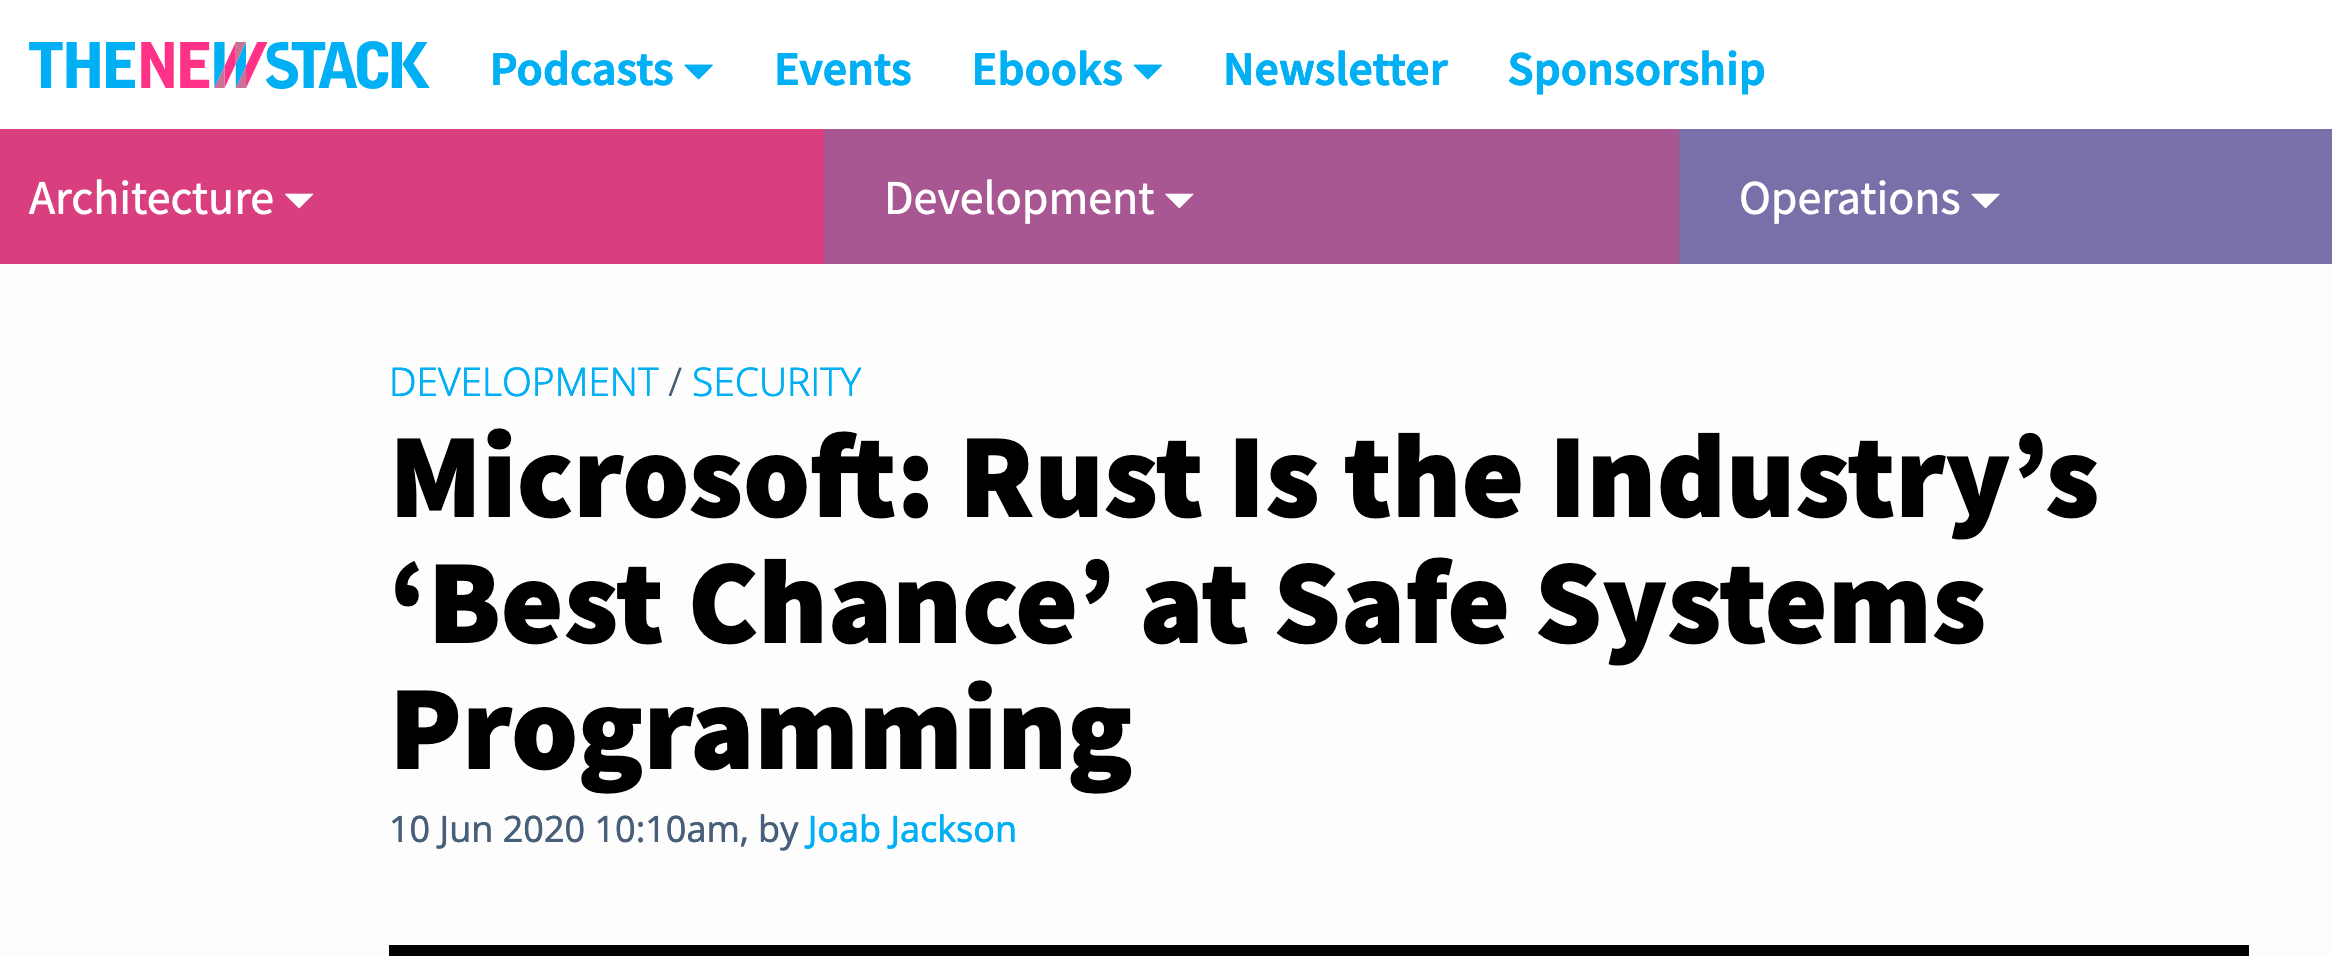 THENEWSTACK Podcasts Events Ebooks Newsletter Sponsorship
Architecture Development Operations
DEVELOPMENT / SECURITY
Microsoft: Rust Is the Industry’s
‘Best Chance’ at Safe Systems
Programming
10 Jun 2020 10:10am, by Joab Jackson